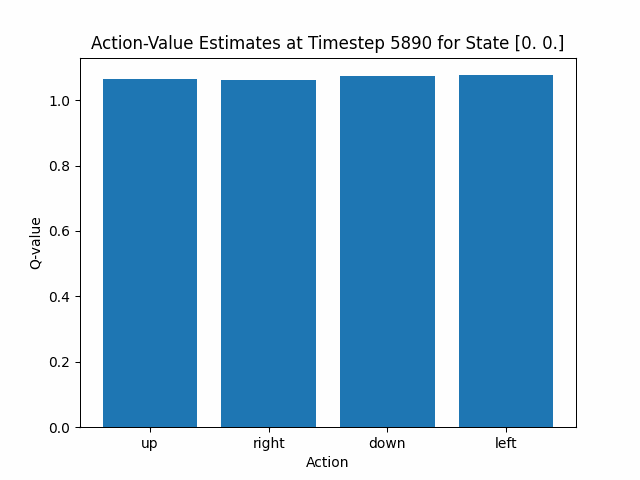 Action-Value Estimates at Timestep 5890 for State [0. 0.]
1.0
0.8
0.6
0.4
0.2
0.0
Q-value
up right down left
Action